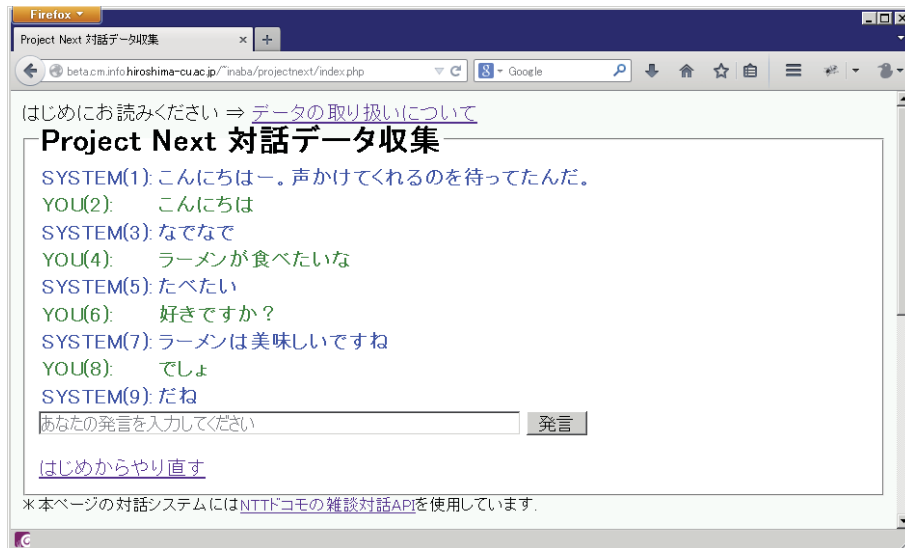 Firefox
Project Next 対話データ収集 × +
beta.cm.info.hiroshima-cu.ac.jp/~inaba/projectnext/index.php 8 Google
はじめにお読みください ⇒ データの取り扱いについて
Project Next 対話データ収集
SYSTEM(1): こんにちはー。声かけてくれるのを待ってたんだ。
YOU(2): こんにちは
SYSTEM(3): なでなで
YOU(4): ラーメンが食べたいな
SYSTEM(5): たべたい
YOU(6): 好きですか？
SYSTEM(7): ラーメンは美味しいですね
YOU(8): でしょ
SYSTEM(9): だね
あなたの発言を入力してください 発言
はじめからやり直す
＊本ページの対話システムにはNTTドコモの雑談対話APIを使用しています.